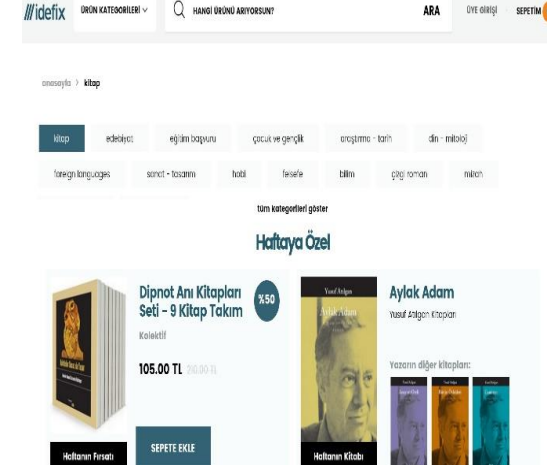 idefix ÜRÜN KATEGORİLERİ HANGİ ÜRÜNÜ ARIYORSUN? ARA ÜYE GİRİŞİ SEPETİM
anasayfa > kitap
kitap edebiyat eğitim başvuru çocuk ve gençlik araştırma - tarih din - mitoloji
foreign languages sanat - tasarım hobi felsefe bilim çizgi roman mizah
tüm kategorileri göster
Haftaya Özel
Dipnot Anı Kitapları
Seti - 9 Kitap Takım
%50
Kolektif
105.00 TL 210.00 TL
SEPETE EKLE
Haftanın Fırsatı
Yusuf Atılgan
Aylak Adam
Haftanın Kitabı
Aylak Adam
Yusuf Atılgan Kitapları
Yazarın diğer kitapları: